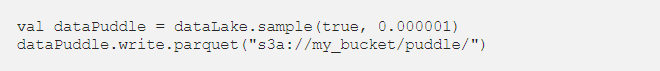 val dataPuddle = dataLake.sample(true, 0.000001)
dataPuddle.write.parquet("s3a://my_bucket/puddle/")